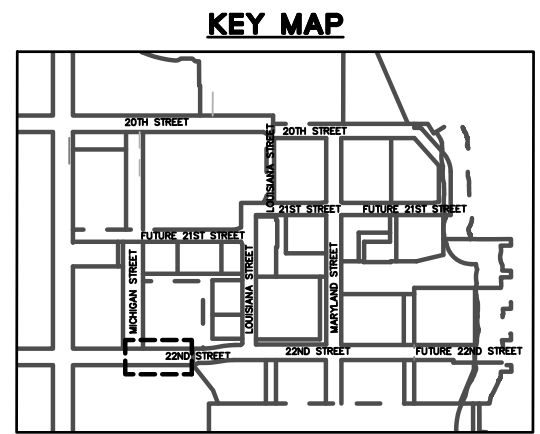 KEY MAP
20TH STREET
20TH STREET
LOUISIANA STREET
21ST STREET
FUTURE 21ST STREET
FUTURE 21ST STREET
MICHIGAN STREET
LOUISIANA STREET
MARYLAND STREET
22ND STREET
22ND STREET
FUTURE 22ND STREET